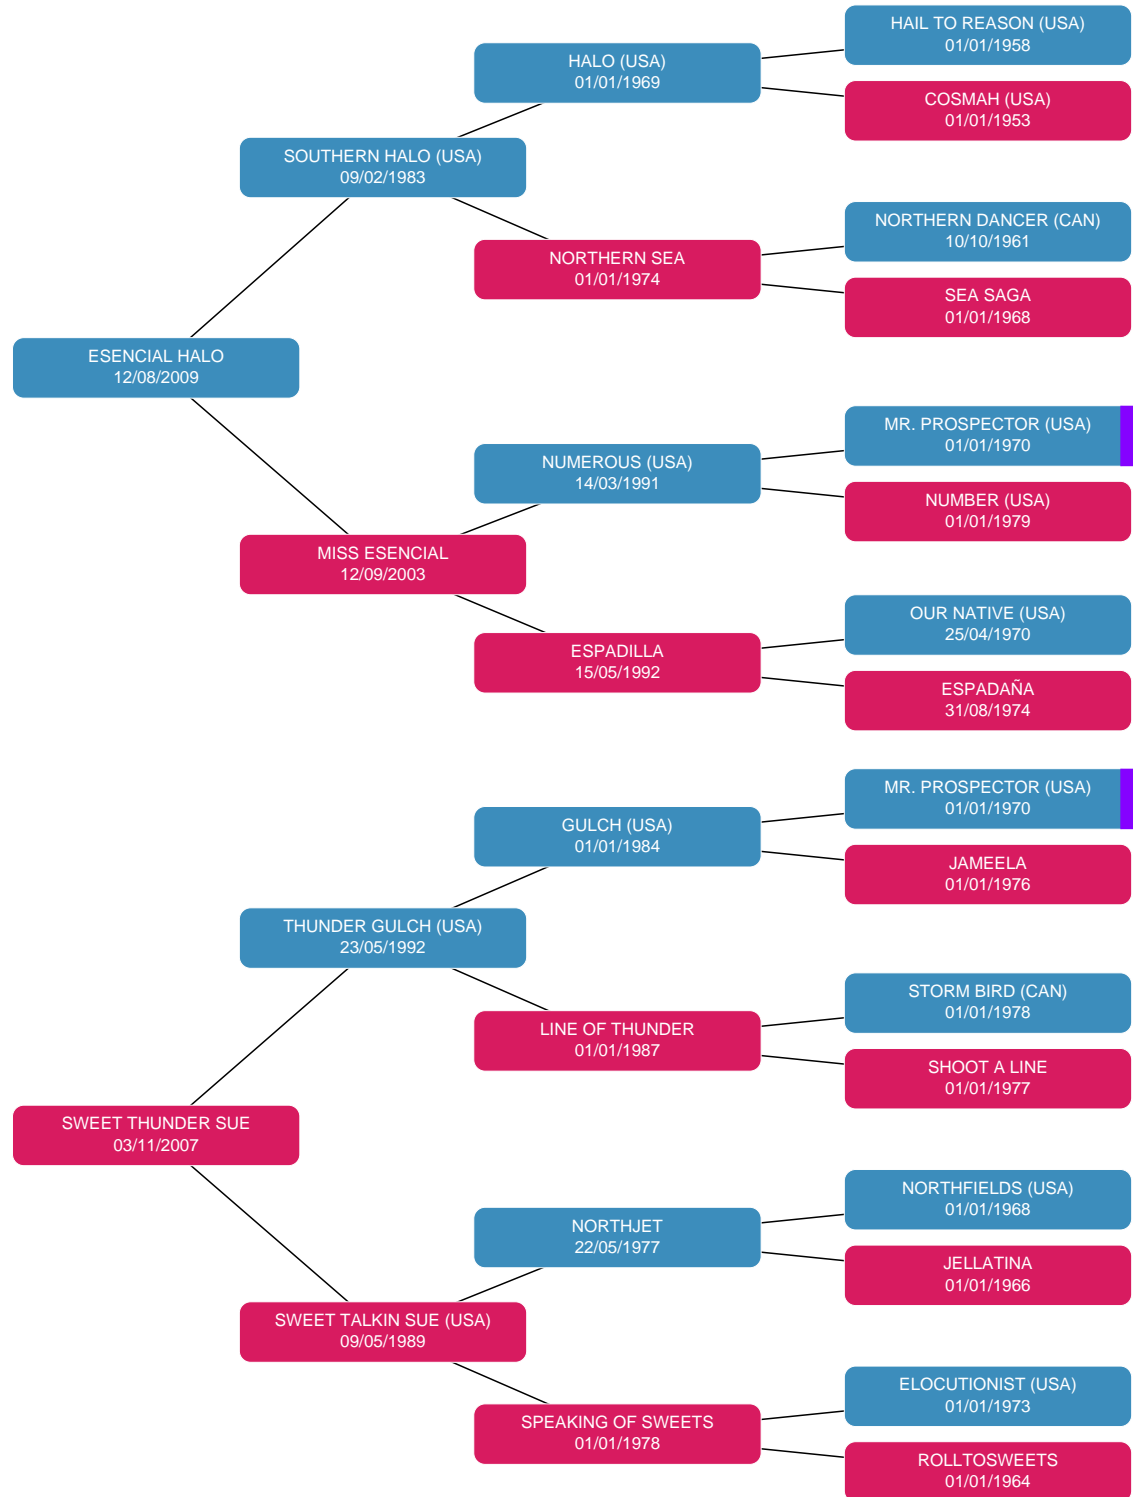 HAIL TO REASON (USA)
01/01/1958
HALO (USA)
01/01/1969
COSMAH (USA)
01/01/1953
SOUTHERN HALO (USA)
09/02/1983
NORTHERN DANCER (CAN)
10/10/1961
NORTHERN SEA
01/01/1974
SEA SAGA
01/01/1968
ESENCIAL HALO
12/08/2009
MR. PROSPECTOR (USA)
01/01/1970
NUMEROUS (USA)
14/03/1991
NUMBER (USA)
01/01/1979
MISS ESENCIAL
12/09/2003
OUR NATIVE (USA)
25/04/1970
ESPADILLA
15/05/1992
ESPADAÑA
31/08/1974
MR. PROSPECTOR (USA)
01/01/1970
GULCH (USA)
01/01/1984
JAMEELA
01/01/1976
THUNDER GULCH (USA)
23/05/1992
STORM BIRD (CAN)
01/01/1978
LINE OF THUNDER
01/01/1987
SHOOT A LINE
01/01/1977
SWEET THUNDER SUE
03/11/2007
NORTHFIELDS (USA)
01/01/1968
NORTHJET
22/05/1977
JELLATINA
01/01/1966
SWEET TALKIN SUE (USA)
09/05/1989
ELOCUTIONIST (USA)
01/01/1973
SPEAKING OF SWEETS
01/01/1978
ROLLTOSWEETS
01/01/1964